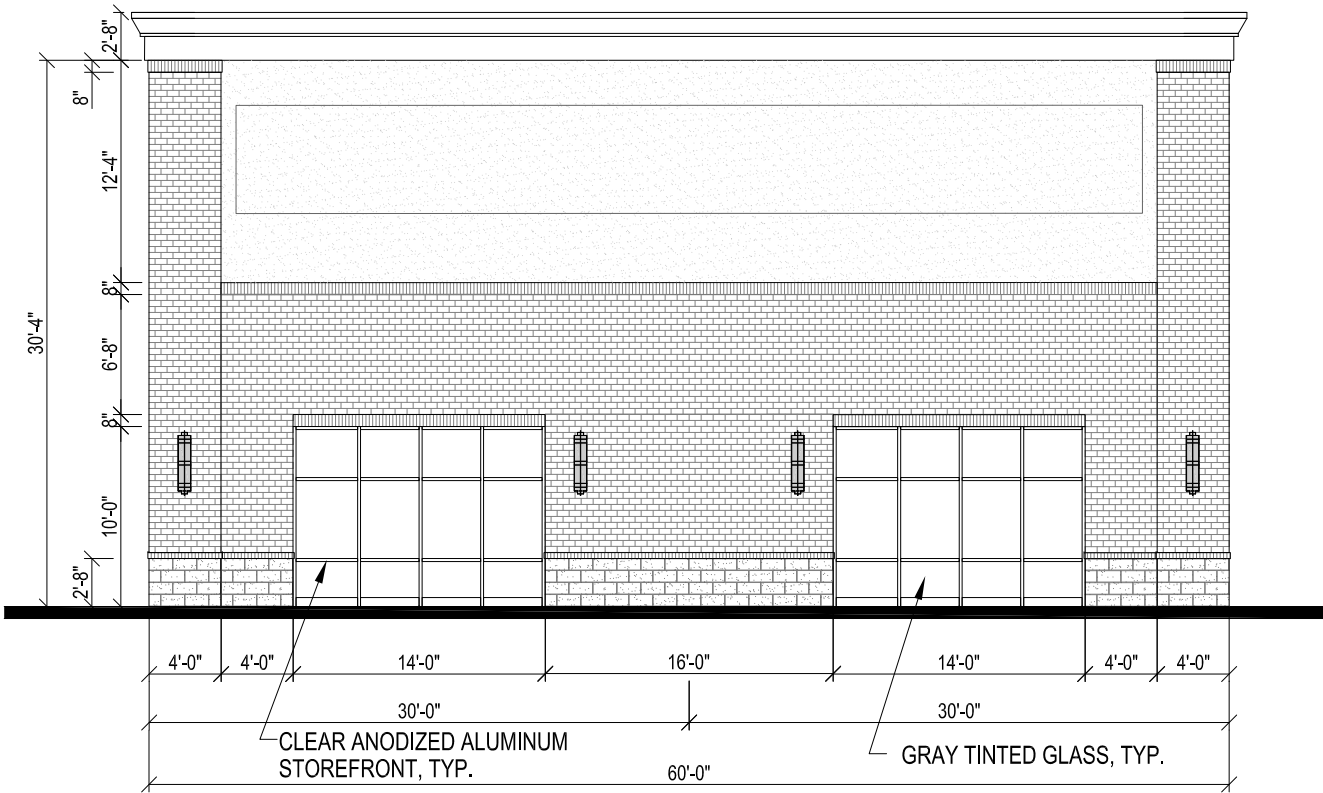 2'-8"
8"
12'-4"
30'-4"
8"
6'-8"
8"
10'-0"
2'-8"
4'-0" 4'-0" 14'-0" 16'-0" 14'-0" 4'-0" 4'-0"
30'-0" 30'-0"
CLEAR ANODIZED ALUMINUM
STOREFRONT, TYP.
GRAY TINTED GLASS, TYP.
60'-0"